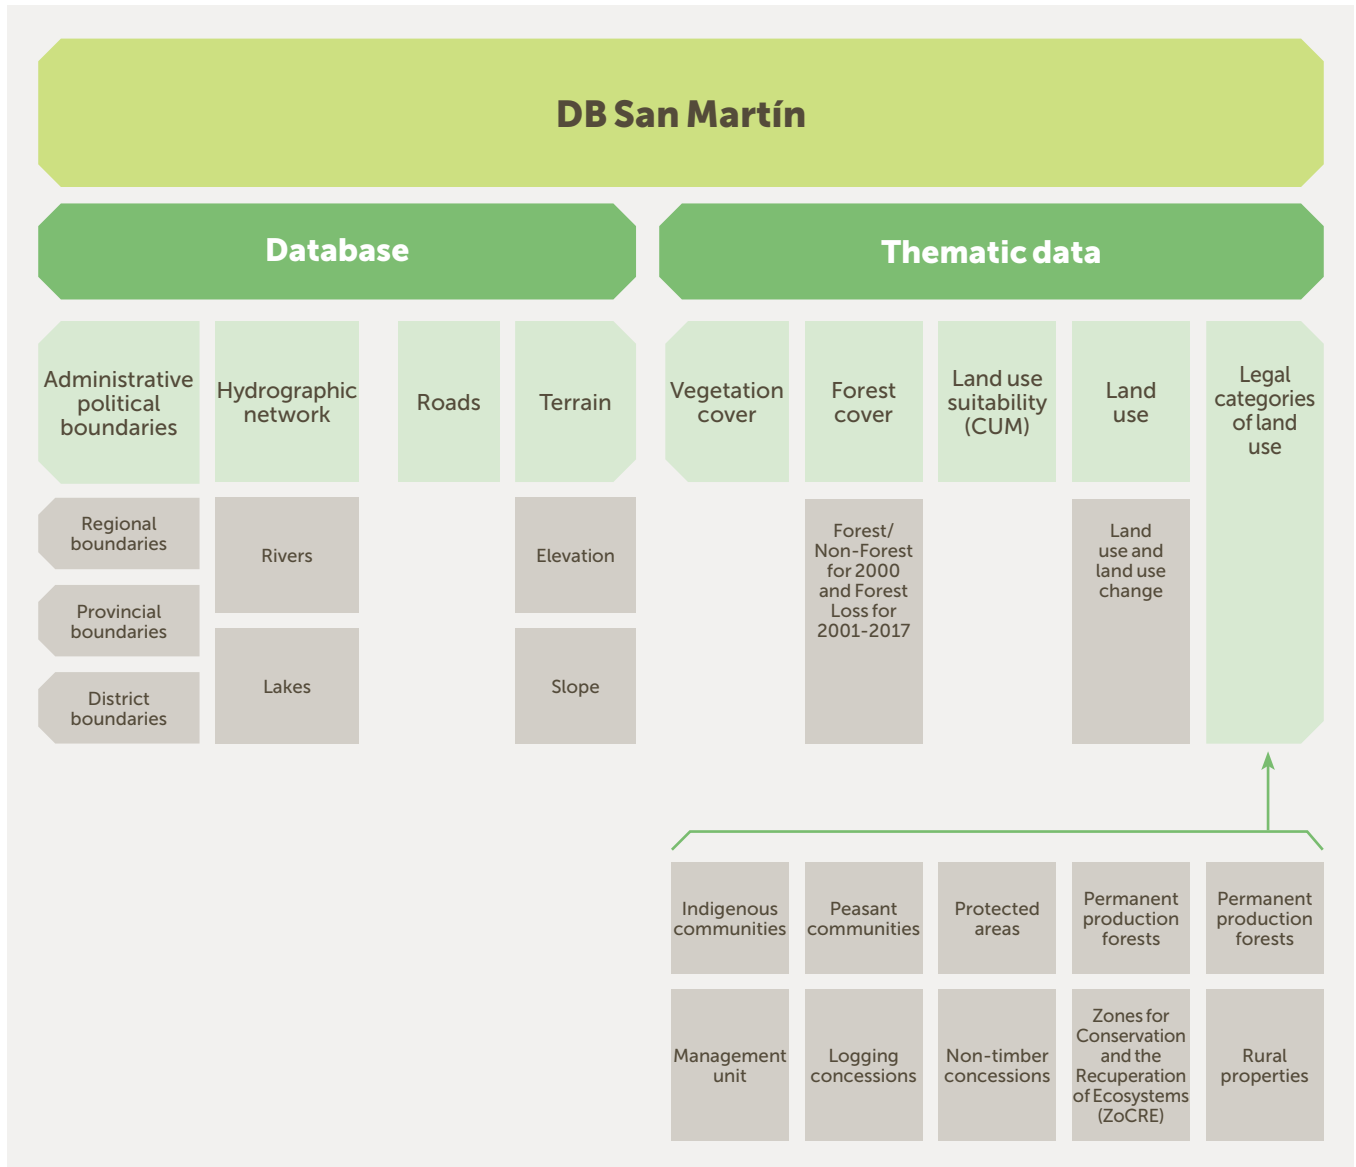 DB San Martín
Database
Thematic data
Administrative
political
boundaries
Hydrographic
network
Roads
Terrain
Vegetation
cover
Forest
cover
Land use
suitability
(CUM)
Land
use
Legal
categories
of land
use
Regional
boundaries
Provincial
boundaries
District
boundaries
Rivers
Lakes
Elevation
Slope
Forest/
Non-Forest
for 2000
and Forest
Loss for
2001-2017
Land
use and
land use
change
Indigenous
communities
Peasant
communities
Protected
areas
Permanent
production
forests
Permanent
production
forests
Management
unit
Logging
concessions
Non-timber
concessions
Zones for
Conservation
and the
Recuperation
of Ecosystems
(ZoCRE)
Rural
properties